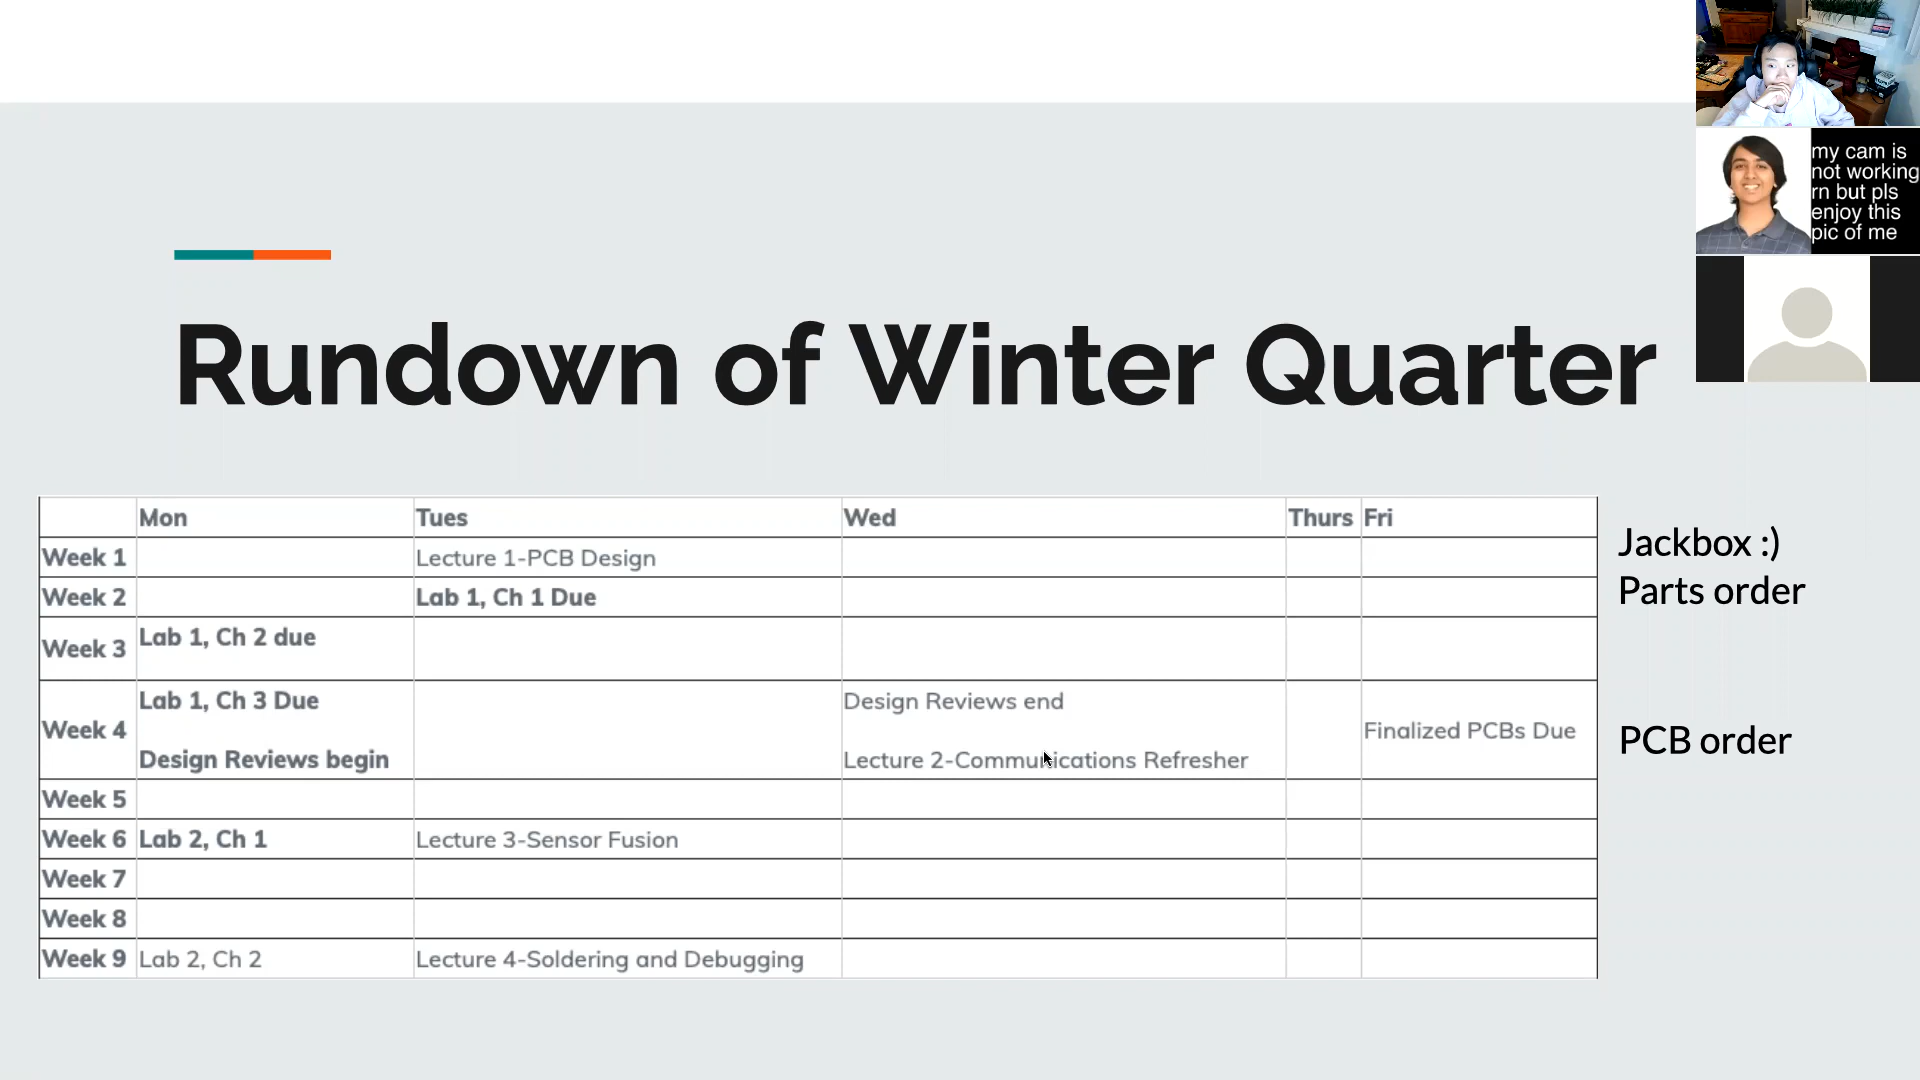 my cam is
not working
rn but pls
enjoy this
pic of me
Rundown of Winter Quarter
Mon Tues Wed Thurs Fri
Week 1 Lecture 1-PCB Design
Jackbox :)
Week 2 Lab 1, Ch 1 Due
Parts order
Week 3 Lab 1, Ch 2 due
Week 4 Lab 1, Ch 3 Due
Design Reviews begin
Design Reviews end
Lecture 2-Communications Refresher
Finalized PCBs Due
PCB order
Week 5
Week 6 Lab 2, Ch 1 Lecture 3-Sensor Fusion
Week 7
Week 8
Week 9 Lab 2, Ch 2 Lecture 4-Soldering and Debugging